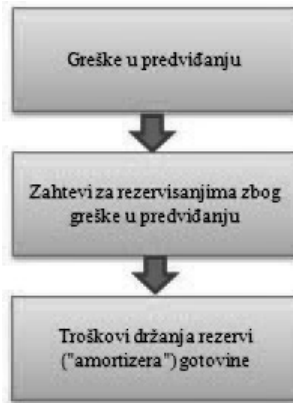 Greške u predviđanju
Zahtevi za rezervisanjima zbog
greške u predviđanju
Troškovi držanja rezervi
("amortizera") gotovine